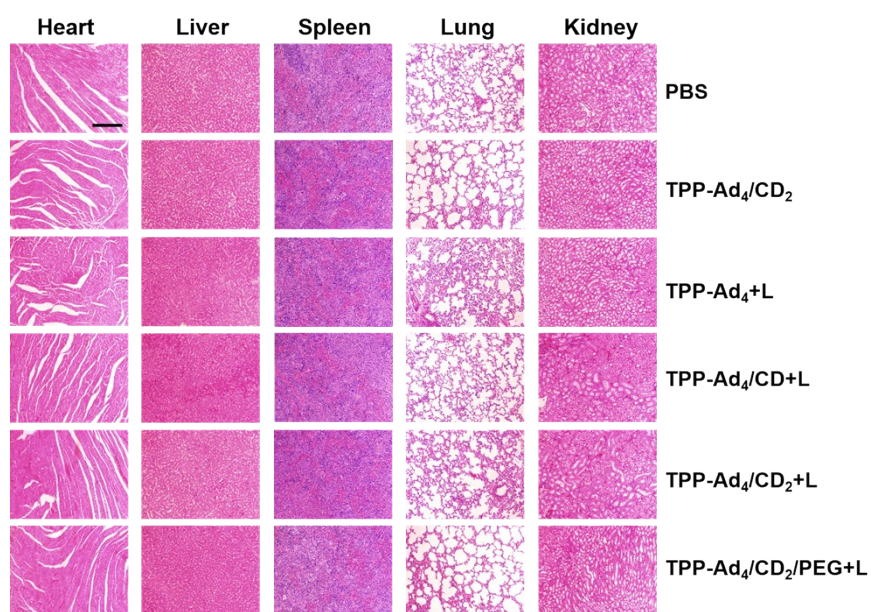 Heart Liver Spleen Lung Kidney
PBS
TPP-Ad₄/CD₂
TPP-Ad₄+L
TPP-Ad₄/CD+L
TPP-Ad₄/CD₂+L
TPP-Ad₄/CD₂/PEG+L